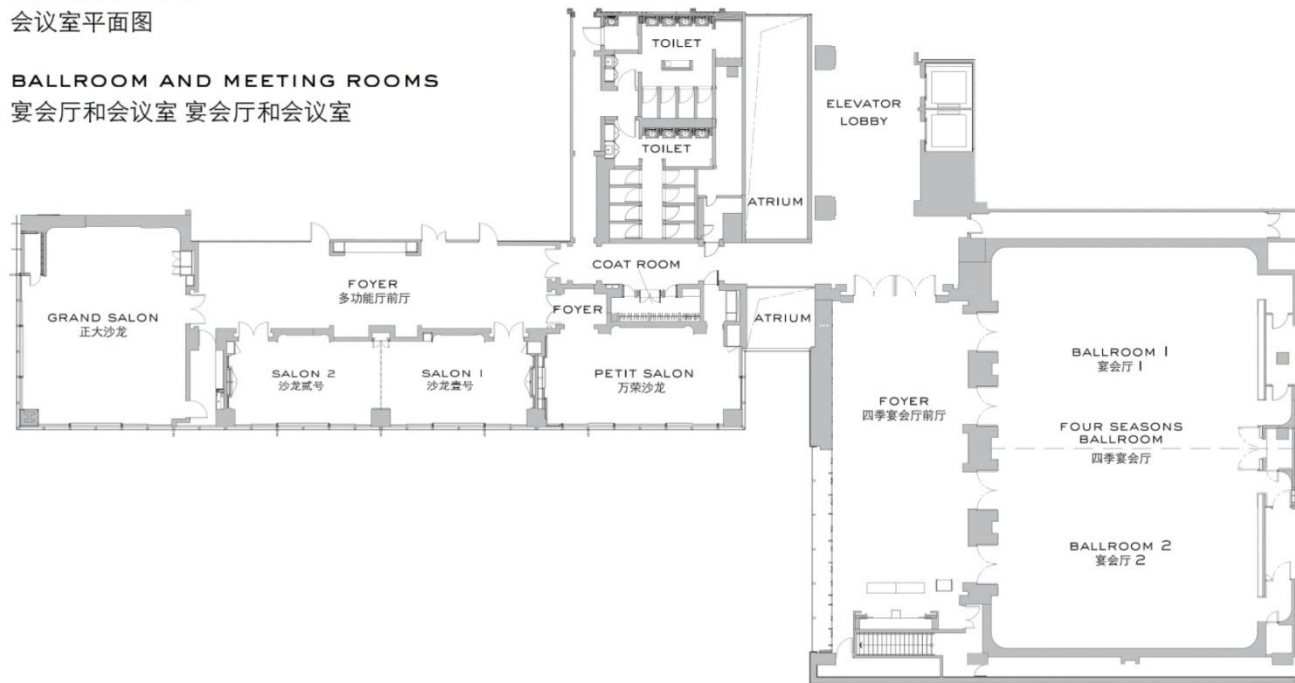 会议室平面图
BALLROOM AND MEETING ROOMS
宴会厅和会议室 宴会厅和会议室
TOILET
TOILET
ELEVATOR
LOBBY
ATRIUM
COAT ROOM
FOYER
多功能厅前厅
FOYER
ATRIUM
GRAND SALON
正大沙龙
SALON 2
沙龙贰号
SALON 1
沙龙壹号
PETIT SALON
万荣沙龙
FOYER
四季宴会厅前厅
BALLROOM 1
宴会厅 1
FOUR SEASONS
BALLROOM
四季宴会厅
BALLROOM 2
宴会厅 2